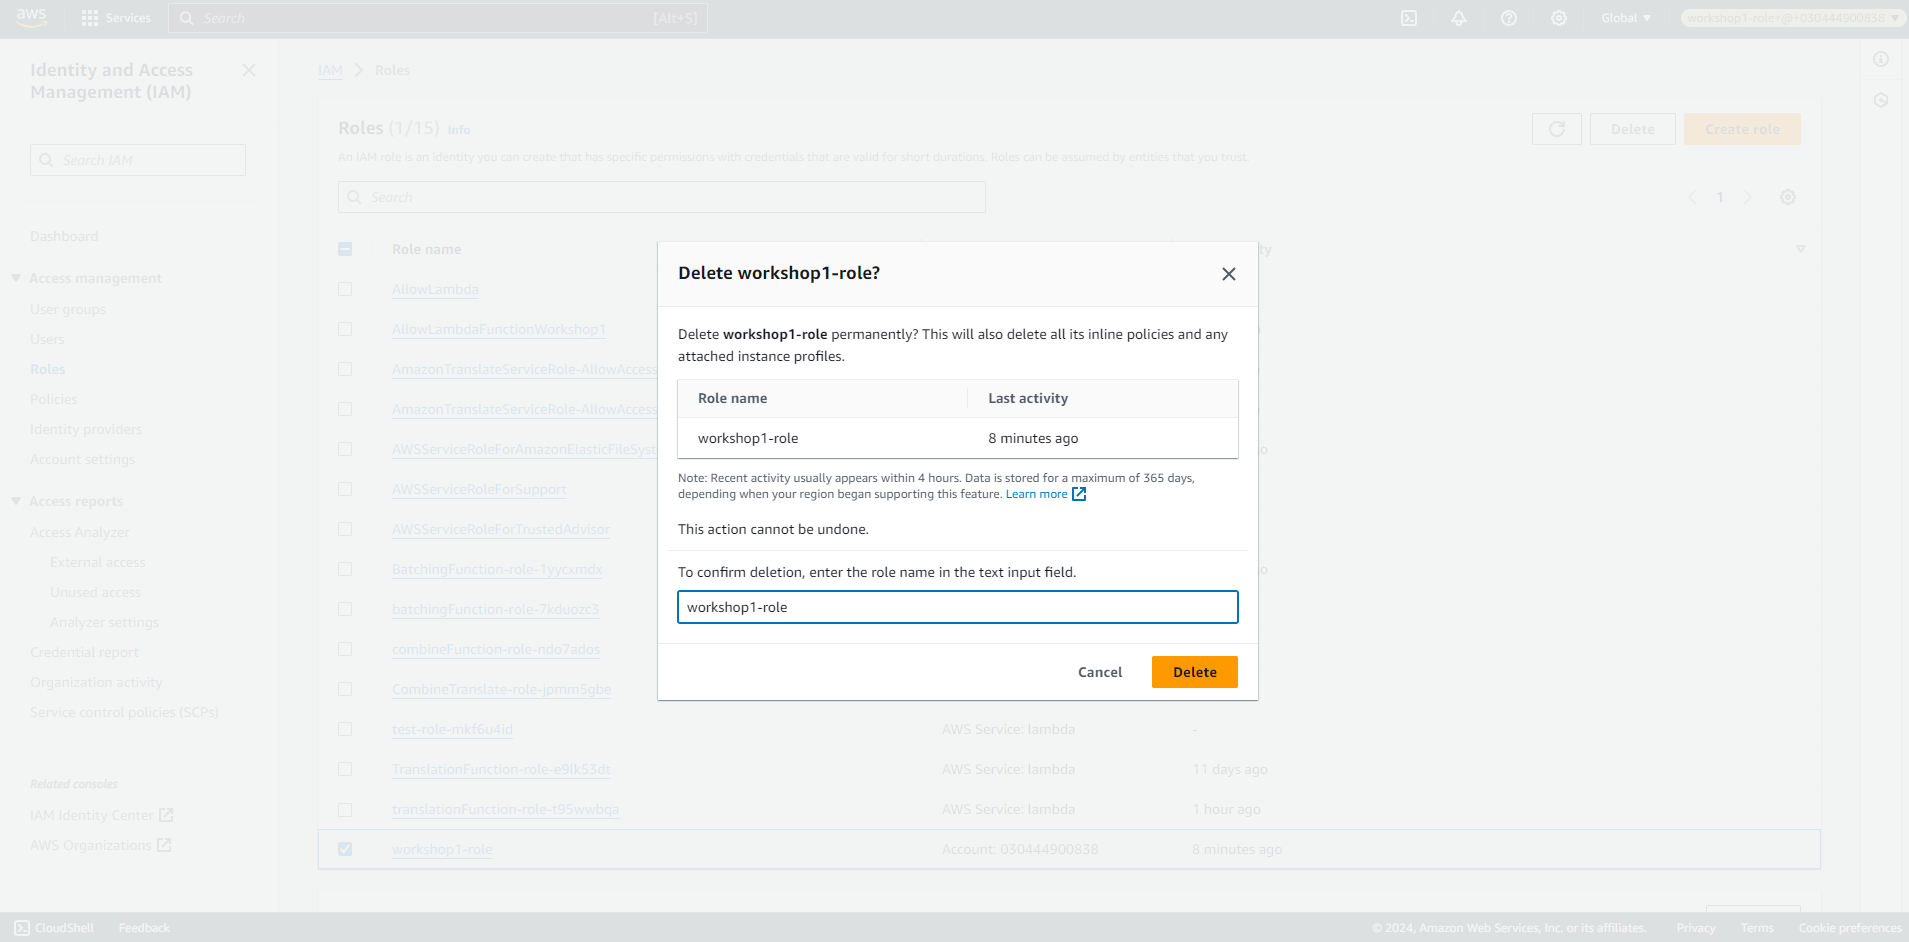 aws
Services
Search
[Alt+S]
Global
workshop1-role+@+030444900838
Identity and Access
Management (IAM)
Search IAM
Dashboard
Access management
User groups
Users
Roles
Policies
Identity providers
Account settings
Access reports
Access Analyzer
External access
Unused access
Analyzer settings
Credential report
Organization activity
Service control policies (SCPs)
Related consoles
IAM Identity Center
AWS Organizations
IAM
Roles
Roles (1/15) Info
An IAM role is an identity you can create that has specific permissions with credentials that are valid for short durations. Roles can be assumed by entities that you trust.
Delete
Create role
Search
1
Role name
AllowLambda
AllowLambdaFunctionWorkshop1
AmazonTranslateServiceRole-AllowAccess
AmazonTranslateServiceRole-AllowAccess
AWSServiceRoleForAmazonElasticFileSyst
AWSServiceRoleForSupport
AWSServiceRoleForTrustedAdvisor
BatchingFunction-role-1yycxmdx
batchingFunction-role-7kduozc3
combineFunction-role-ndo7ados
CombineTranslate-role-jpmm5gbe
test-role-mkf6u4id AWS Service: lambda -
TranslationFunction-role-e9lk53dt AWS Service: lambda 11 days ago
translationFunction-role-t95wwbqa AWS Service: lambda 1 hour ago
workshop1-role Account: 030444900838 8 minutes ago
Delete workshop1-role?
Delete workshop1-role permanently? This will also delete all its inline policies and any
attached instance profiles.
Role name Last activity
workshop1-role 8 minutes ago
Note: Recent activity usually appears within 4 hours. Data is stored for a maximum of 365 days,
depending when your region began supporting this feature. Learn more
This action cannot be undone.
To confirm deletion, enter the role name in the text input field.
workshop1-role
Cancel
Delete
CloudShell
Feedback
© 2024, Amazon Web Services, Inc. or its affiliates.
Privacy
Terms
Cookie preferences